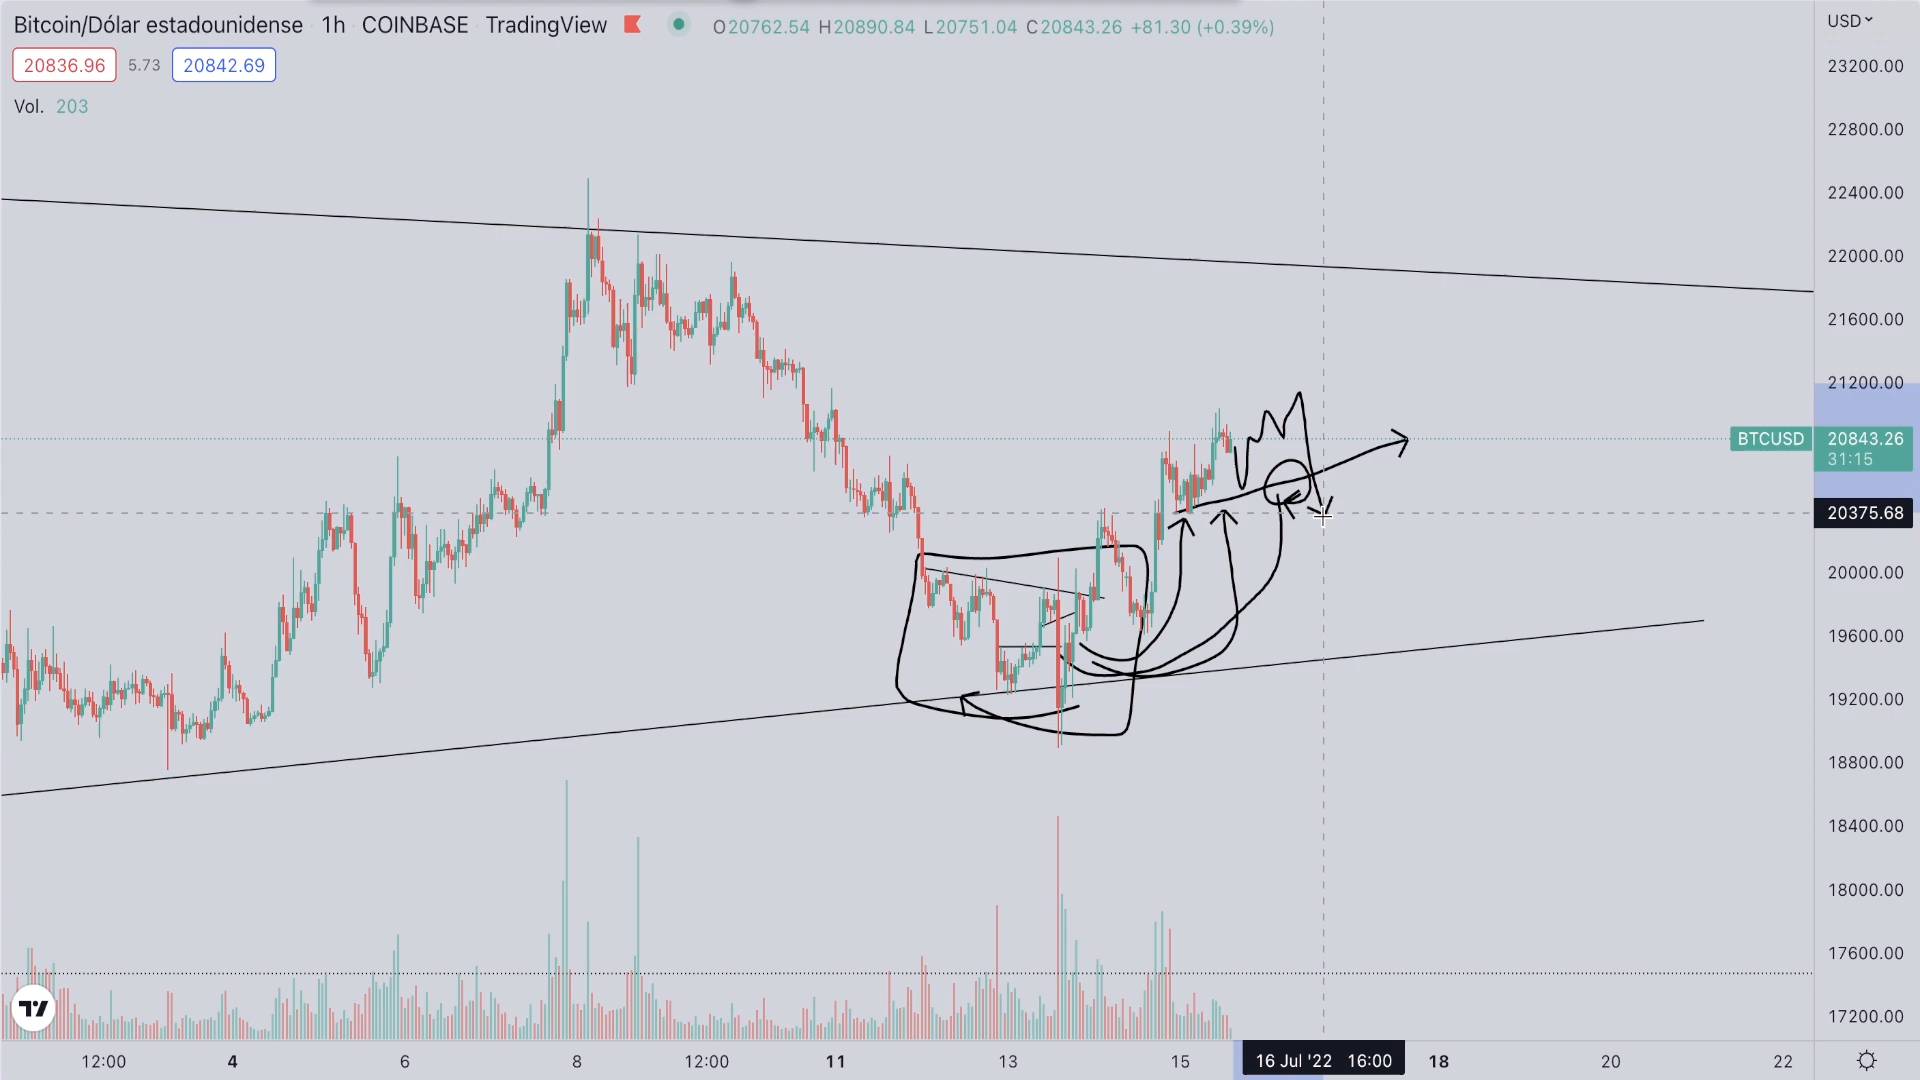 Bitcoin/Dólar estadounidense 1h COINBASE TradingView O20762.54 H20890.84 L20751.04 C20843.26 +81.30 (+0.39%)
USD
20836.96 5.73 20842.69
Vol. 203
23200.00
22800.00
22400.00
22000.00
21600.00
21200.00
BTCUSD 20843.26
31:15
20375.68
20000.00
19600.00
19200.00
18800.00
18400.00
18000.00
17600.00
17200.00
12:00 4 6 8 12:00 11 13 15 16 Jul '22 16:00 18 20 22